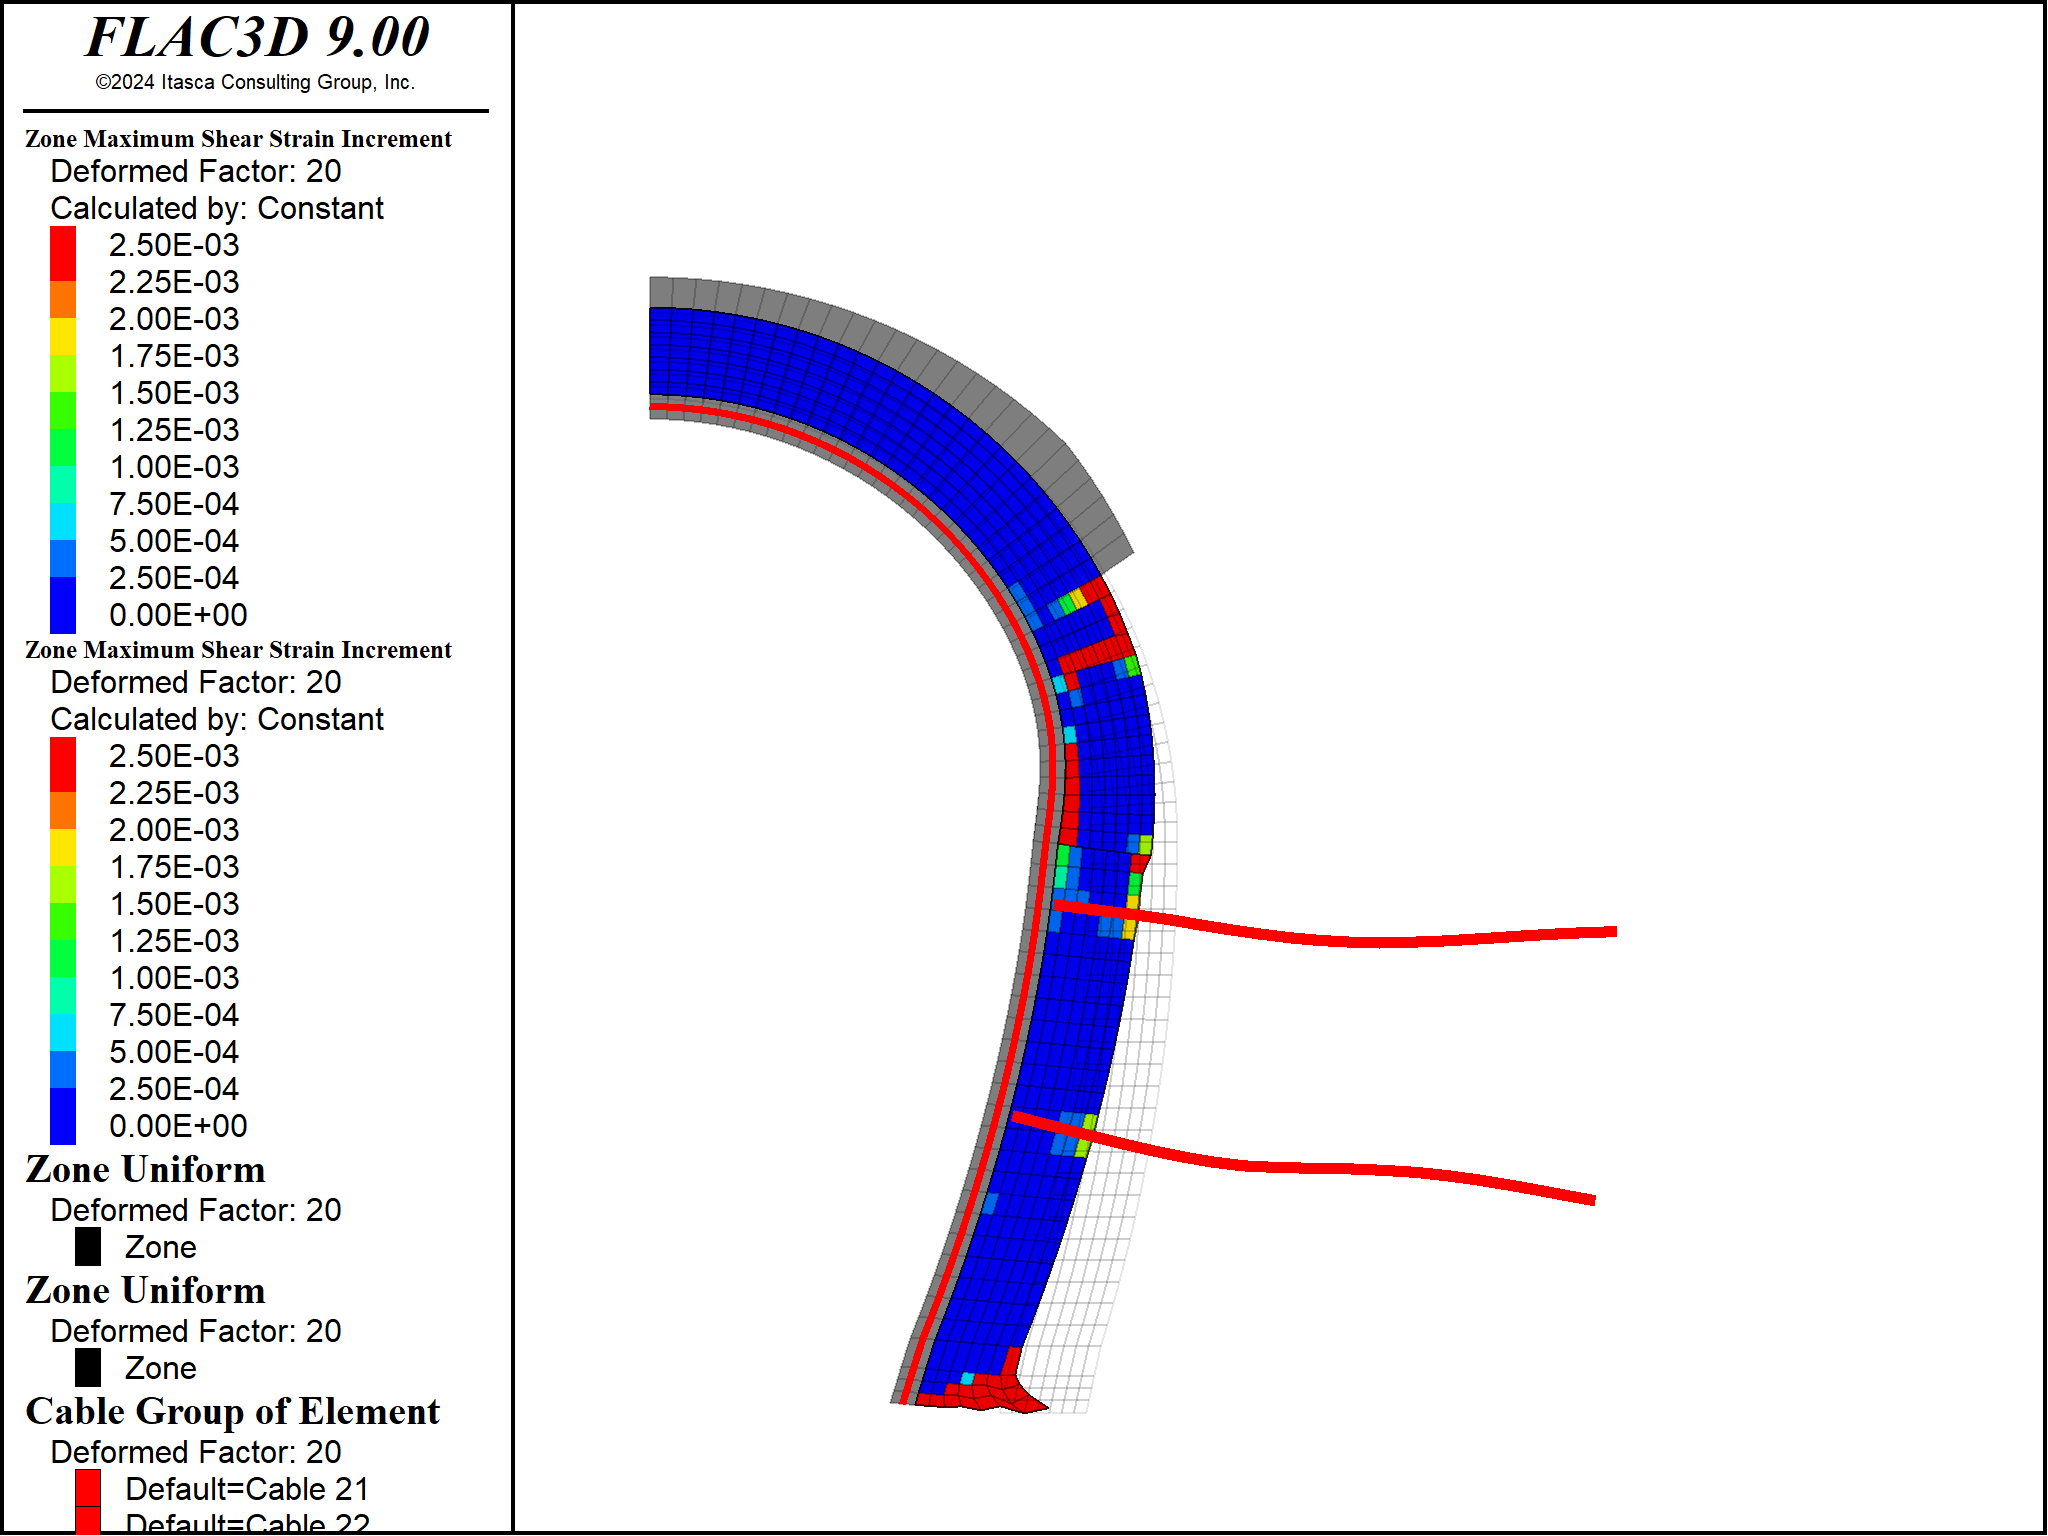 FLAC3D 9.00
©2024 Itasca Consulting Group, Inc.
Zone Maximum Shear Strain Increment
Deformed Factor: 20
Calculated by: Constant
2.50E-03
2.25E-03
2.00E-03
1.75E-03
1.50E-03
1.25E-03
1.00E-03
7.50E-04
5.00E-04
2.50E-04
0.00E+00
Zone Maximum Shear Strain Increment
Deformed Factor: 20
Calculated by: Constant
2.50E-03
2.25E-03
2.00E-03
1.75E-03
1.50E-03
1.25E-03
1.00E-03
7.50E-04
5.00E-04
2.50E-04
0.00E+00
Zone Uniform
Deformed Factor: 20
Zone
Zone Uniform
Deformed Factor: 20
Zone
Cable Group of Element
Deformed Factor: 20
Default=Cable 21
Default=Cable 22